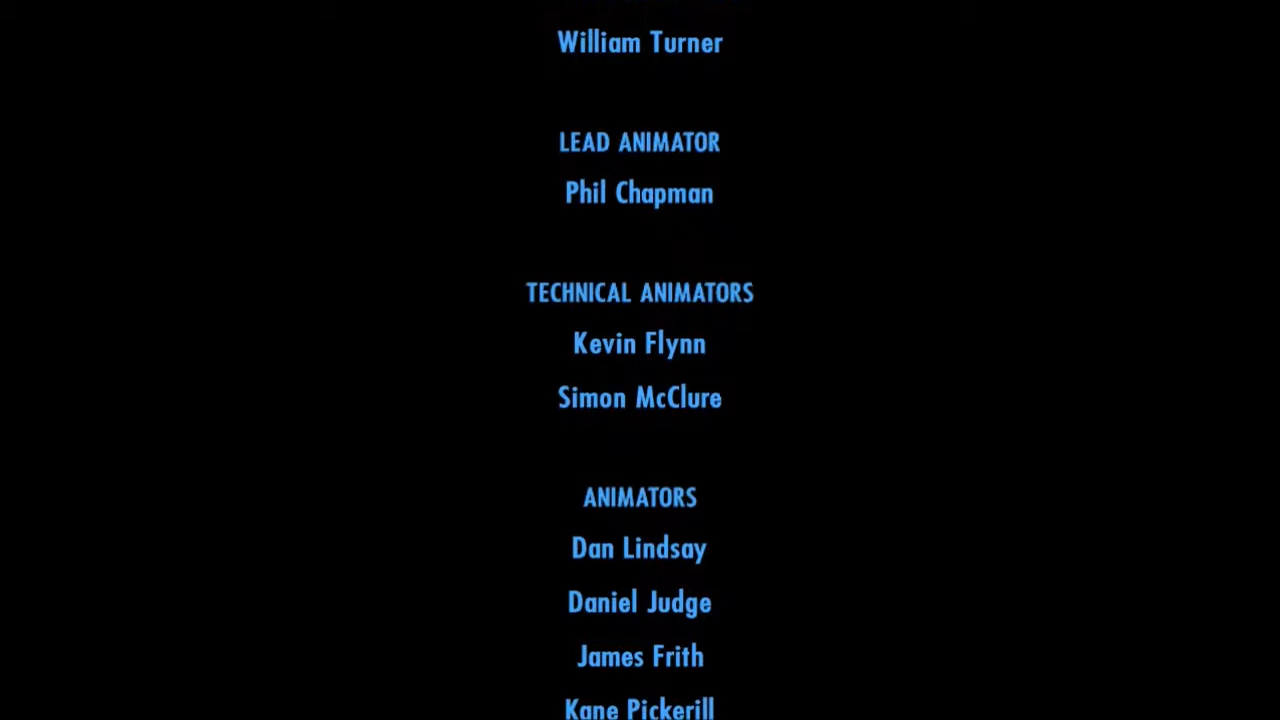 William Turner
LEAD ANIMATOR
Phil Chapman
TECHNICAL ANIMATORS
Kevin Flynn
Simon McClure
ANIMATORS
Dan Lindsay
Daniel Judge
James Frith
Kane Pickerill